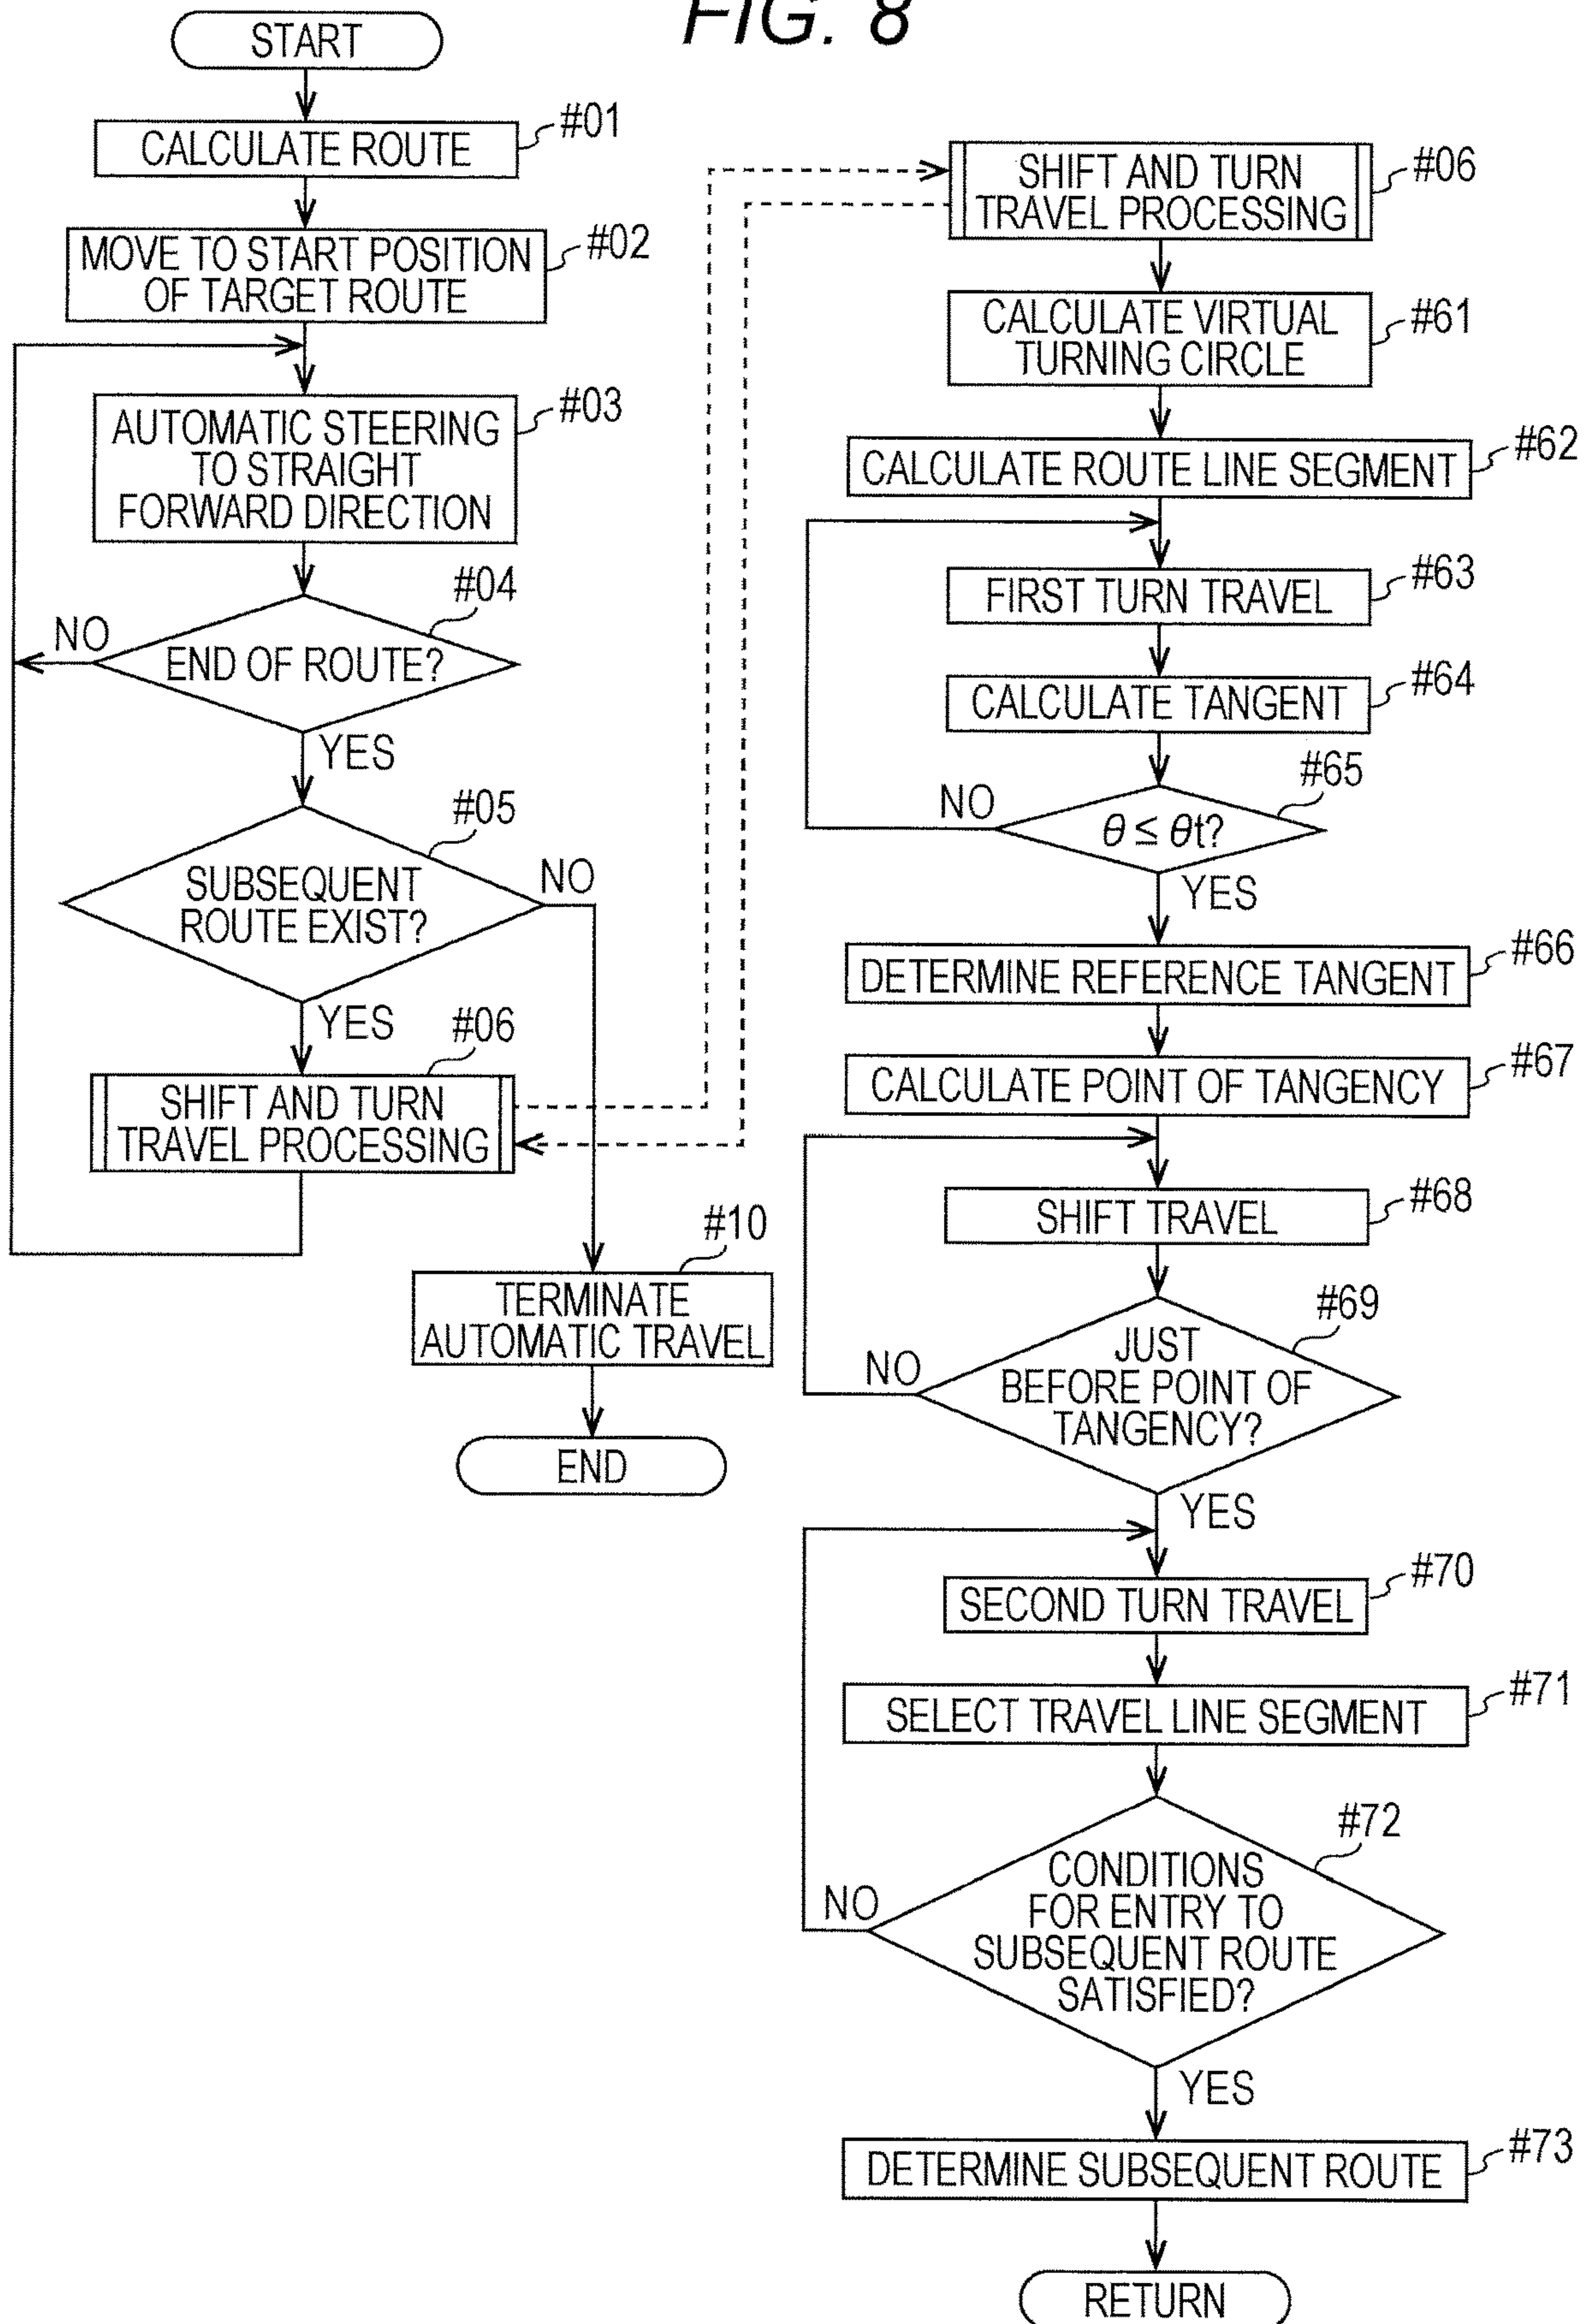 FIG. 8
START
CALCULATE ROUTE
#01
MOVE TO START POSITION
OF TARGET ROUTE
#02
AUTOMATIC STEERING
TO STRAIGHT
FORWARD DIRECTION
#03
#04
NO
END OF ROUTE?
YES
#05
SUBSEQUENT
ROUTE EXIST?
NO
YES
#06
SHIFT AND TURN
TRAVEL PROCESSING
#10
TERMINATE
AUTOMATIC TRAVEL
END
SHIFT AND TURN
TRAVEL PROCESSING
#06
CALCULATE VIRTUAL
TURNING CIRCLE
#61
CALCULATE ROUTE LINE SEGMENT
#62
FIRST TURN TRAVEL
#63
CALCULATE TANGENT
#64
#65
NO
θ ≤ θt?
YES
DETERMINE REFERENCE TANGENT
#66
CALCULATE POINT OF TANGENCY
#67
SHIFT TRAVEL
#68
#69
JUST
BEFORE POINT OF
TANGENCY?
NO
YES
SECOND TURN TRAVEL
#70
SELECT TRAVEL LINE SEGMENT
#71
#72
CONDITIONS
FOR ENTRY TO
SUBSEQUENT ROUTE
SATISFIED?
NO
YES
DETERMINE SUBSEQUENT ROUTE
#73
RETURN